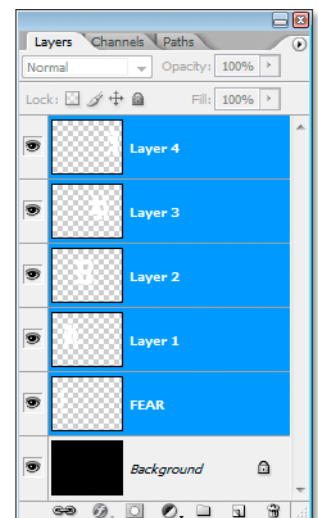 Layers Channels Paths
Normal Opacity: 100%
Lock: Fill: 100%
Layer 4
Layer 3
Layer 2
Layer 1
FEAR
Background